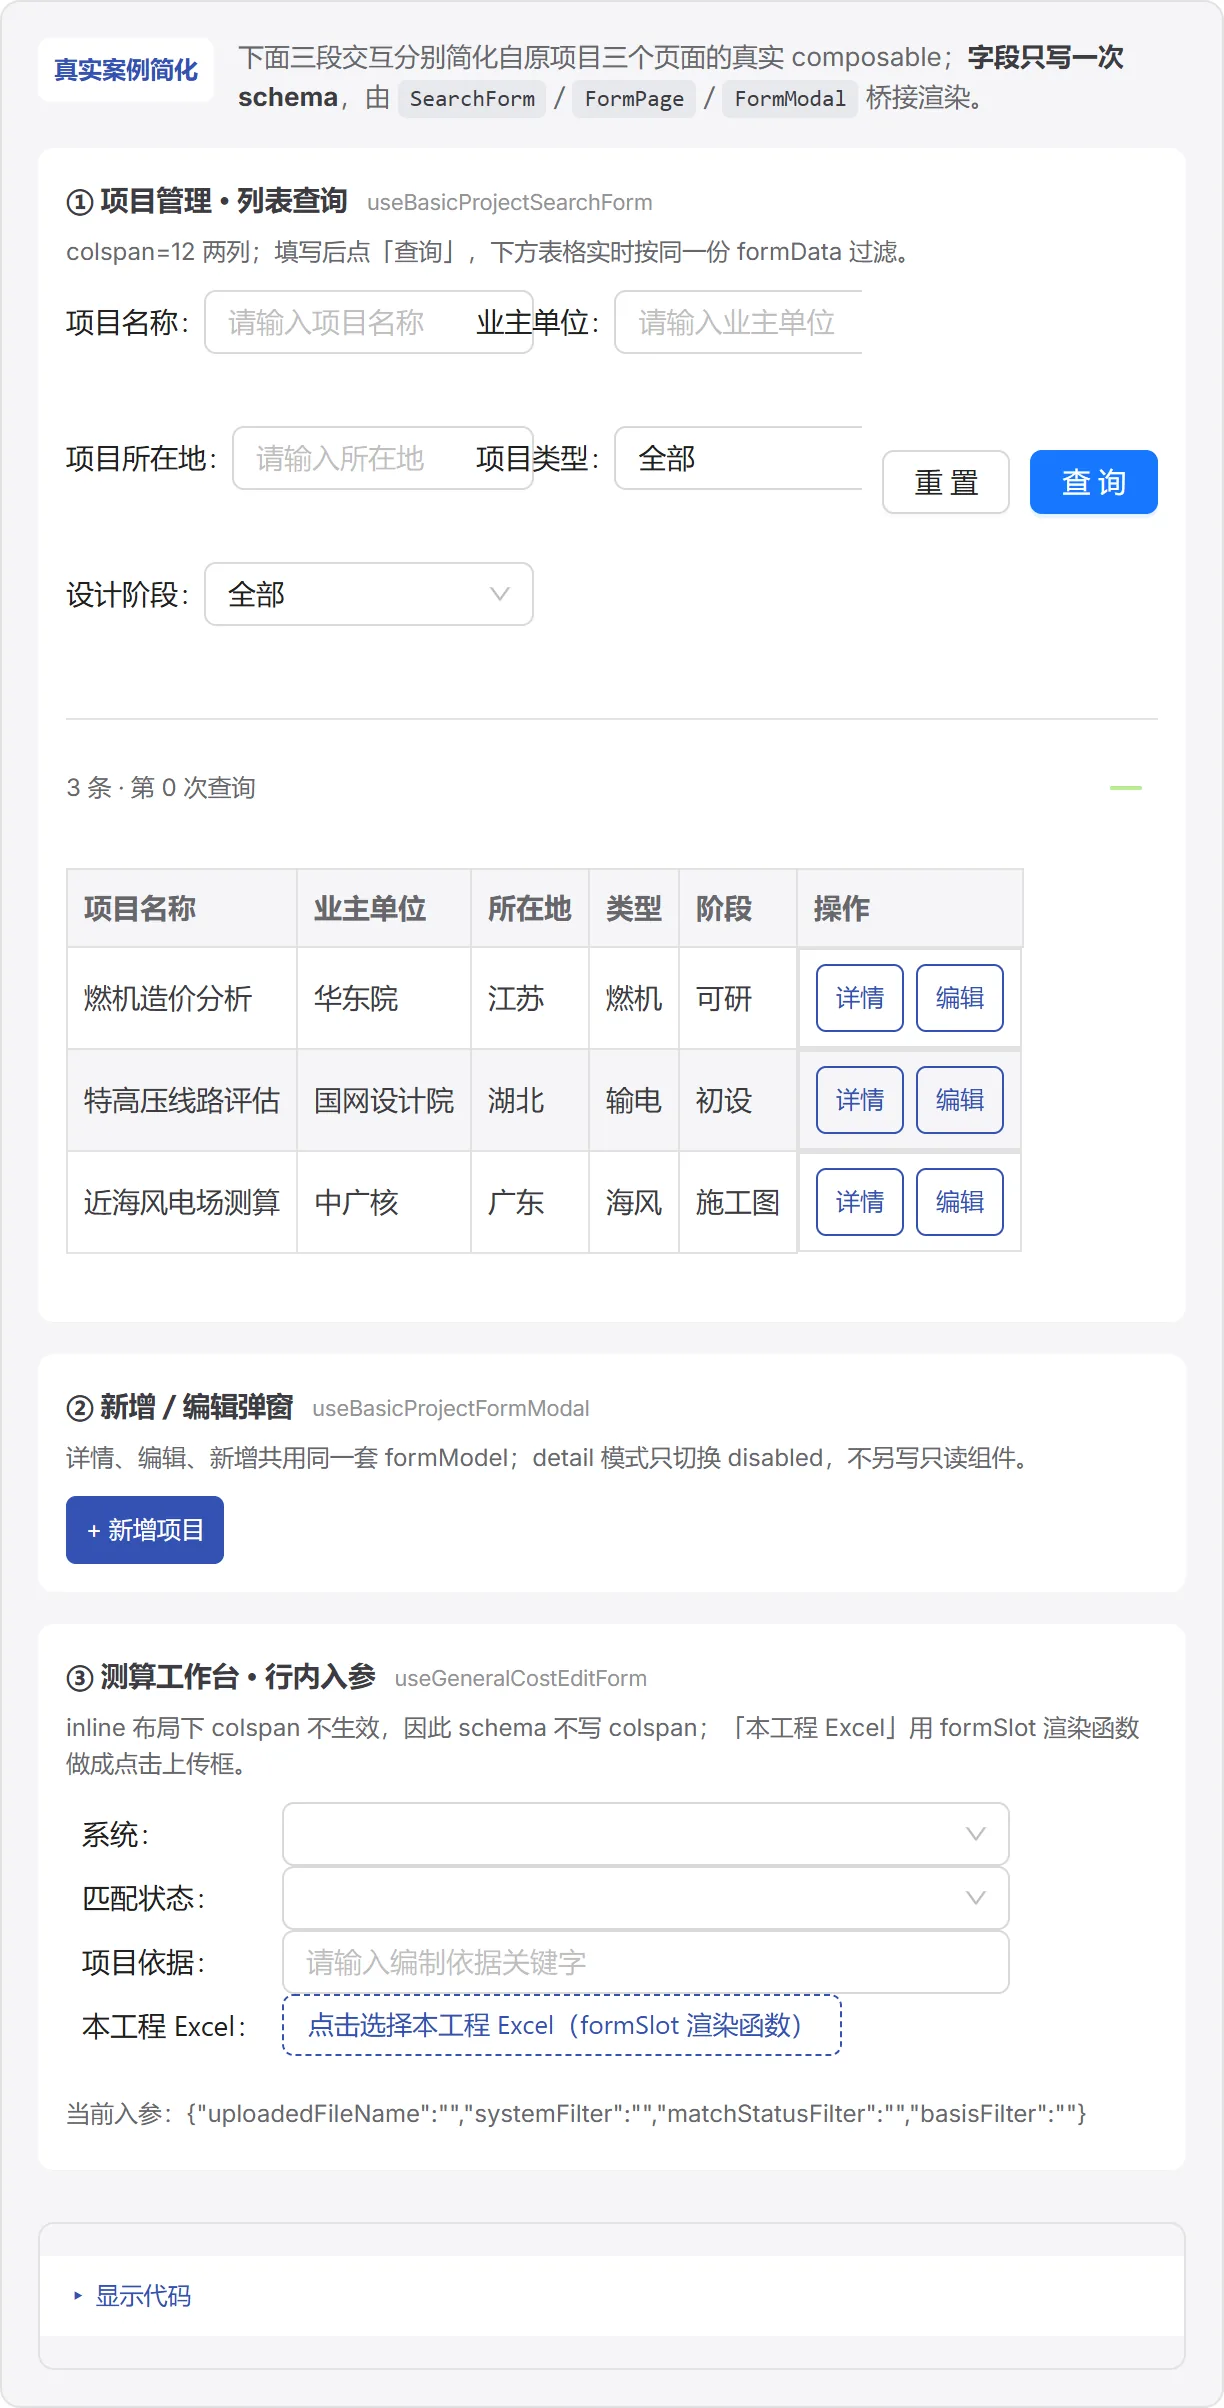 真实案例简化
下面三段交互分别简化自原项目三个页面的真实 composable；字段只写一次
schema，由 SearchForm / FormPage / FormModal 桥接渲染。
① 项目管理 · 列表查询 useBasicProjectSearchForm
colspan=12 两列；填写后点「查询」，下方表格实时按同一份 formData 过滤。
项目名称: 请输入项目名称 业主单位: 请输入业主单位
项目所在地: 请输入所在地 项目类型: 全部
重 置 查 询
设计阶段: 全部
3 条 · 第 0 次查询
项目名称 业主单位 所在地 类型 阶段 操作
燃机造价分析 华东院 江苏 燃机 可研 详情 编辑
特高压线路评估 国网设计院 湖北 输电 初设 详情 编辑
近海风电场测算 中广核 广东 海风 施工图 详情 编辑
② 新增 / 编辑弹窗 useBasicProjectFormModal
详情、编辑、新增共用同一套 formModel；detail 模式只切换 disabled，不另写只读组件。
+ 新增项目
③ 测算工作台 · 行内入参 useGeneralCostEditForm
inline 布局下 colspan 不生效，因此 schema 不写 colspan；「本工程 Excel」用 formSlot 渲染函数
做成点击上传框。
系统:
匹配状态:
项目依据: 请输入编制依据关键字
本工程 Excel: 点击选择本工程 Excel（formSlot 渲染函数）
当前入参：{"uploadedFileName":"","systemFilter":"","matchStatusFilter":"","basisFilter":""}
▸ 显示代码